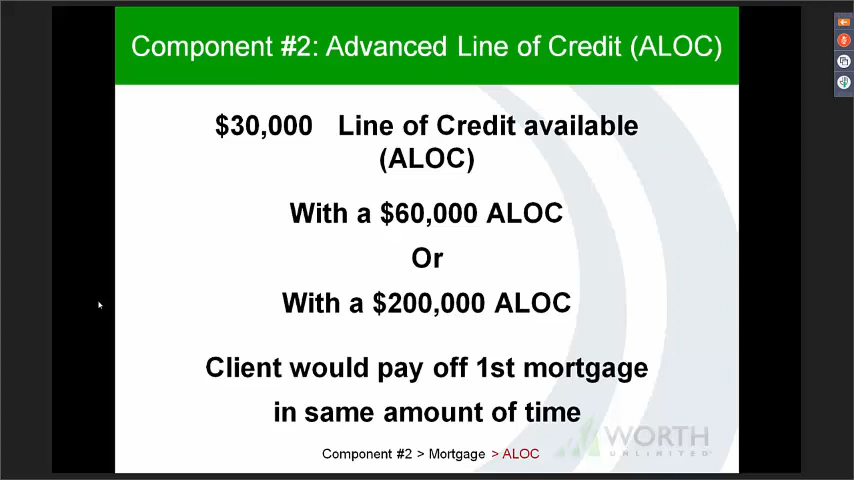 Component #2: Advanced Line of Credit (ALOC)
$30,000 Line of Credit available
(ALOC)
With a $60,000 ALOC
Or
With a $200,000 ALOC
Client would pay off 1st mortgage
in same amount of time
WORTH
UNLIMITED
Component #2 > Mortgage > ALOC